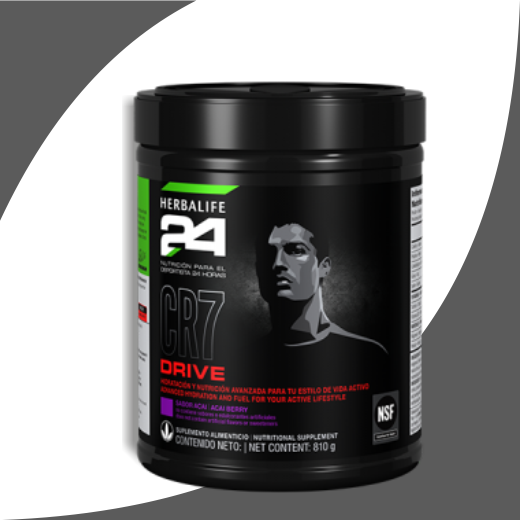 HERBALIFE
24
NUTRICIÓN PARA EL
DEPORTISTA 24 HORAS
CR7
DRIVE
HIDRATACIÓN Y NUTRICIÓN AVANZADA PARA TU ESTILO DE VIDA ACTIVO
ADVANCED HYDRATION AND FUEL FOR YOUR ACTIVE LIFESTYLE
SABOR ACAI | ACAI BERRY
NSF
SUPLEMENTO ALIMENTICIO | NUTRITIONAL SUPPLEMENT
CONTENIDO NETO: | NET CONTENT: 810 g